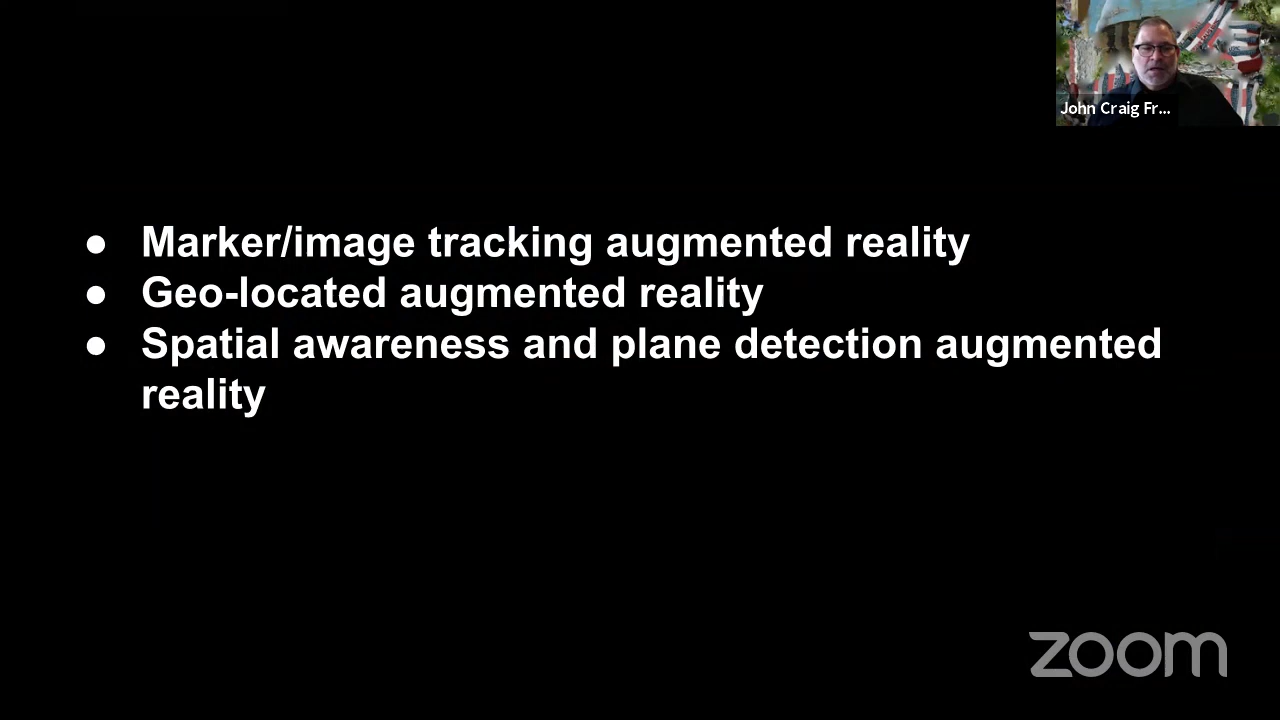 John Craig Fr...
● Marker/image tracking augmented reality
● Geo-located augmented reality
● Spatial awareness and plane detection augmented
reality
zoom